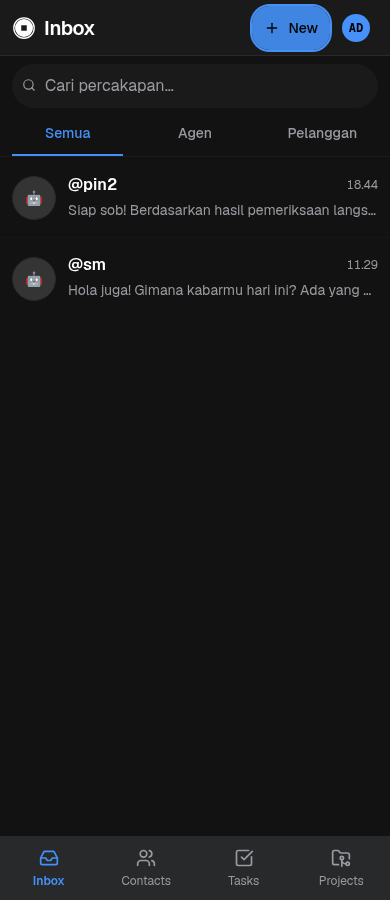 Inbox
New
AD
Cari percakapan...
Semua
Agen
Pelanggan
@pin2
18.44
Siap sob! Berdasarkan hasil pemeriksaan langs...
@sm
11.29
Hola juga! Gimana kabarmu hari ini? Ada yang ...
Inbox
Contacts
Tasks
Projects